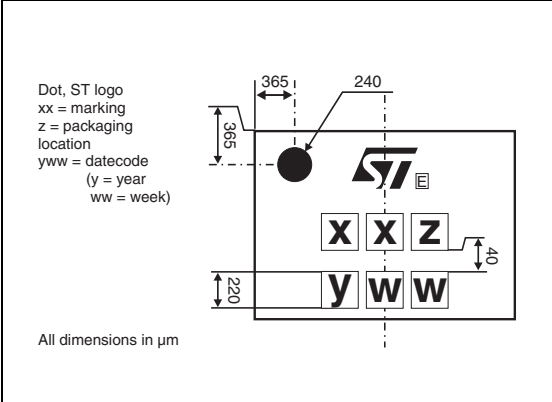 Dot, ST logo
xx = marking
z = packaging
location
yww = datecode
(y = year
ww = week)
365
240
365
ST
E
x x z
40
y w w
220
All dimensions in µm